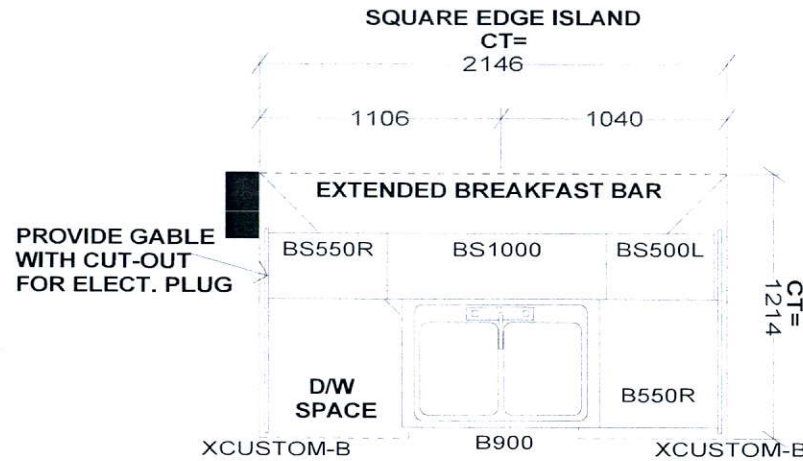 SQUARE EDGE ISLAND
CT=
2146
1106
1040
EXTENDED BREAKFAST BAR
PROVIDE GABLE
WITH CUT-OUT
FOR ELECT. PLUG
BS550R
BS1000
BS500L
CT=
1214
D/W
SPACE
B550R
XCUSTOM-B
B900
XCUSTOM-B